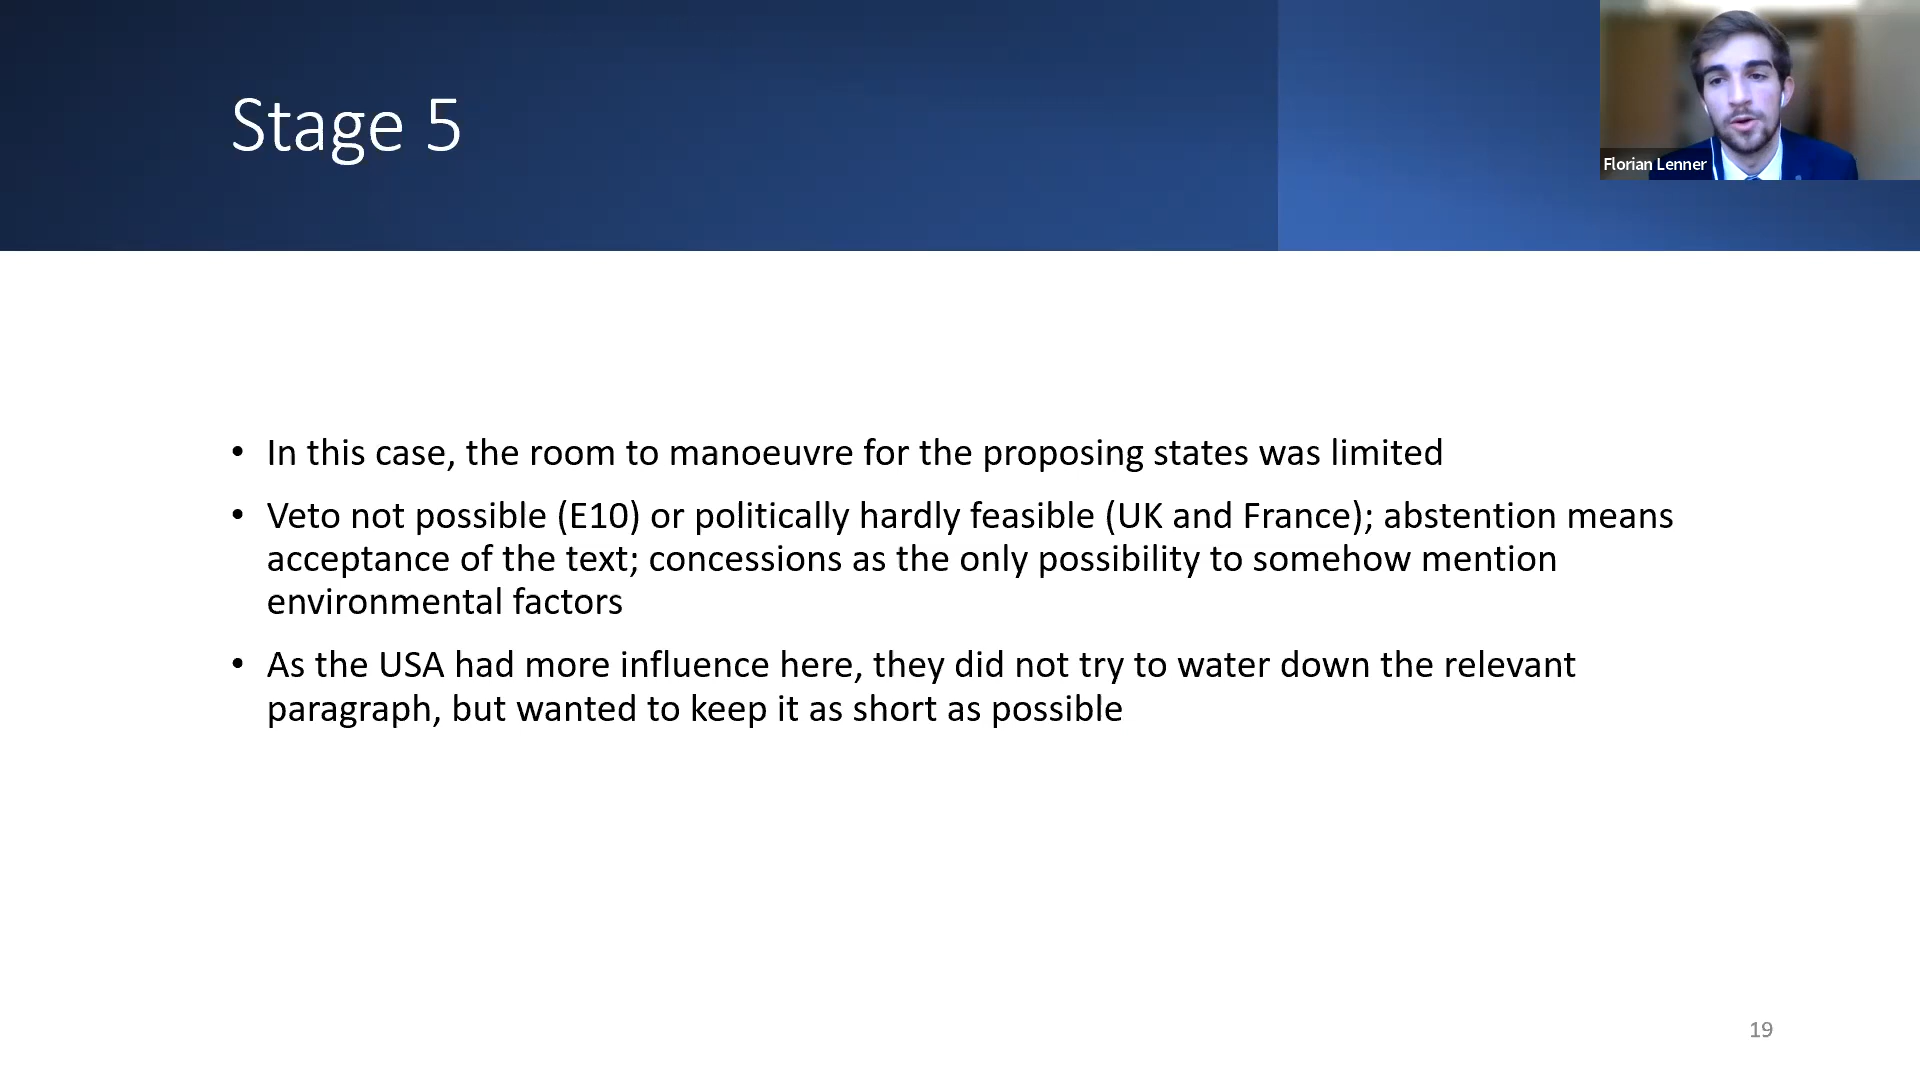 Stage 5
Florian Lenner
• In this case, the room to manoeuvre for the proposing states was limited
• Veto not possible (E10) or politically hardly feasible (UK and France); abstention means
acceptance of the text; concessions as the only possibility to somehow mention
environmental factors
• As the USA had more influence here, they did not try to water down the relevant
paragraph, but wanted to keep it as short as possible
19